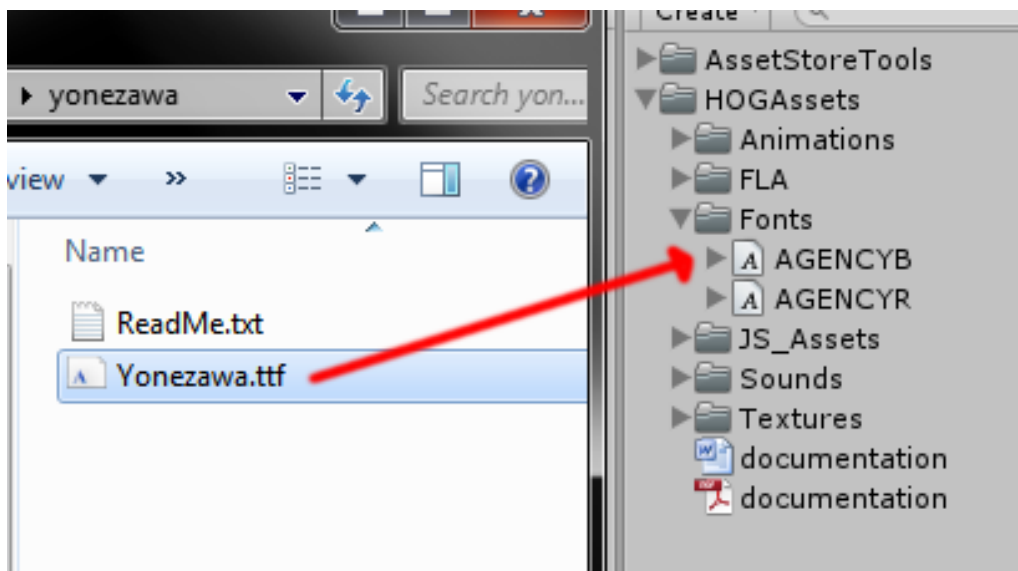 yonezawa
Search yon...
view
»
Name
ReadMe.txt
Yonezawa.ttf
Create
AssetStoreTools
HOGAssets
Animations
FLA
Fonts
AGENCYB
AGENCYR
JS_Assets
Sounds
Textures
documentation
documentation